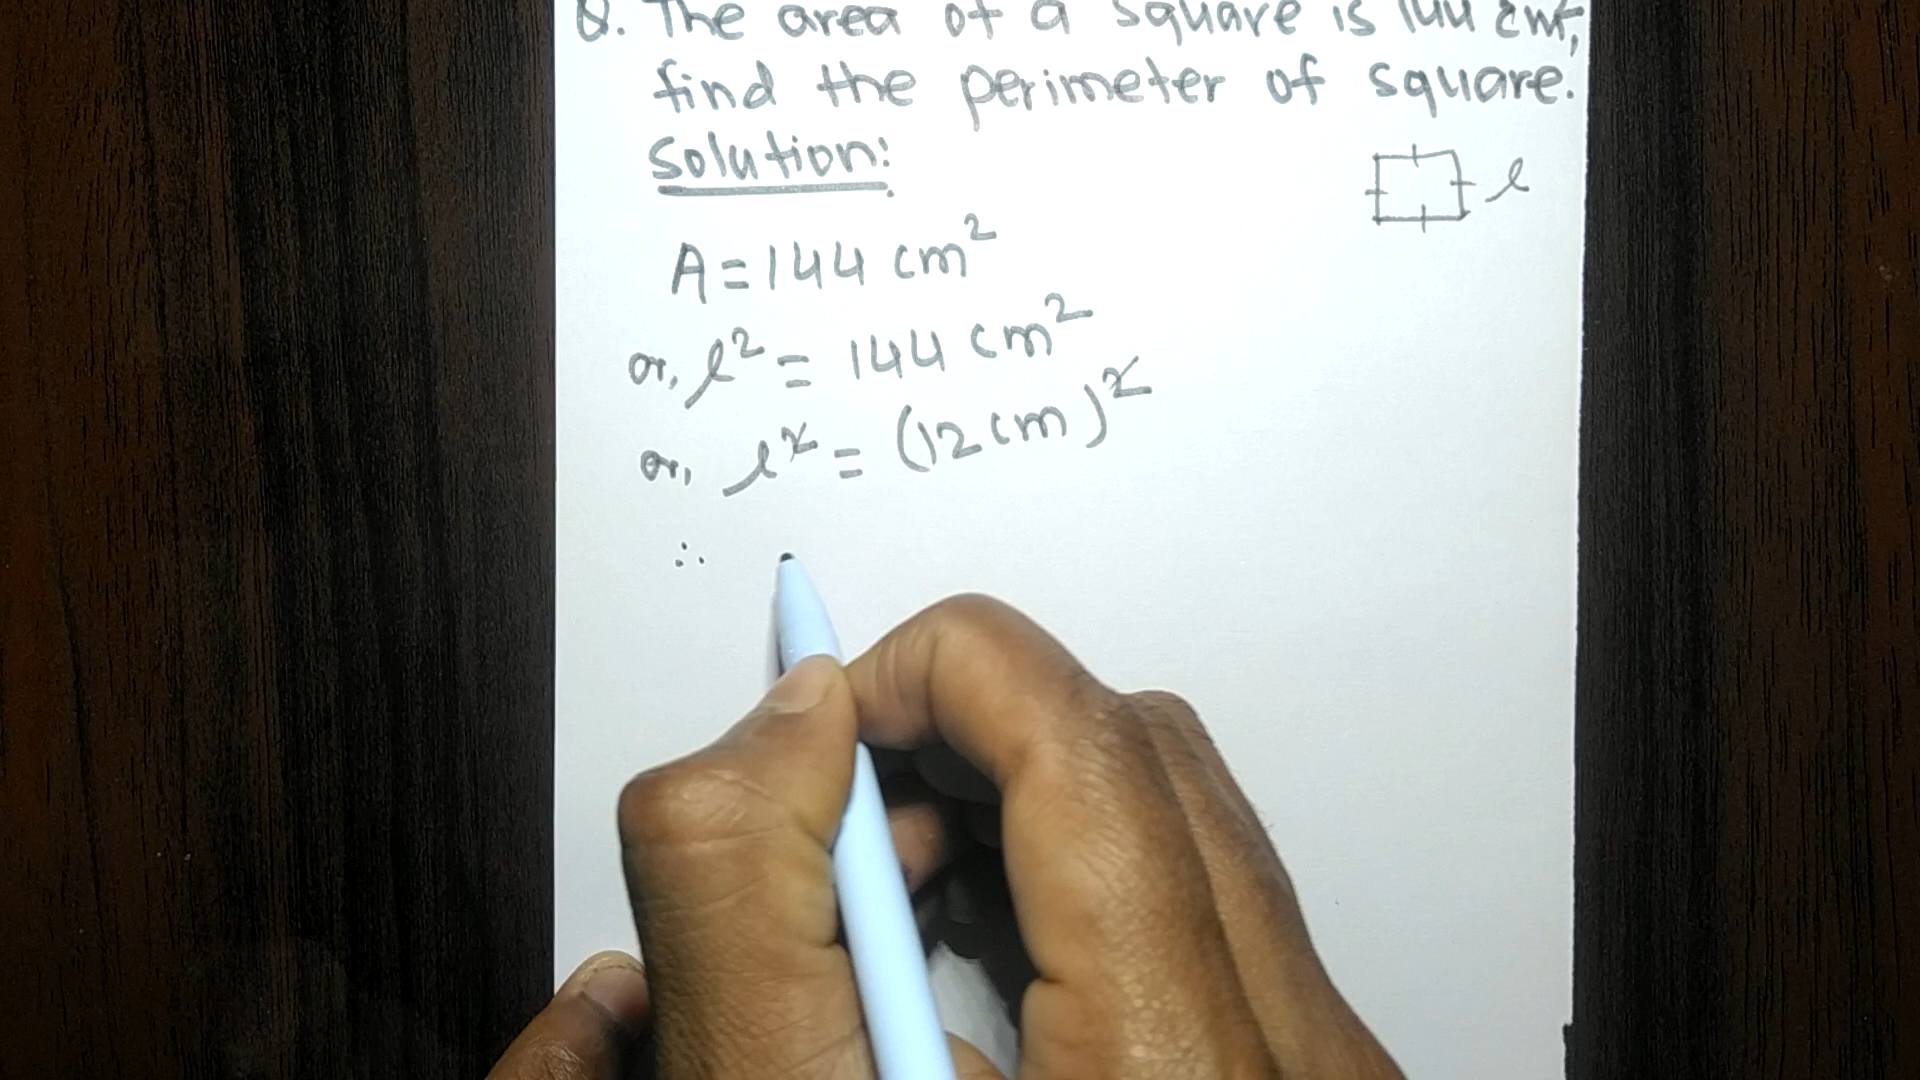 Q. The area of a square is 144 cm²,
find the perimeter of square.
Solution:
l
A = 144 cm²
or, l² = 144 cm²
or, l² = (12 cm)²
∴